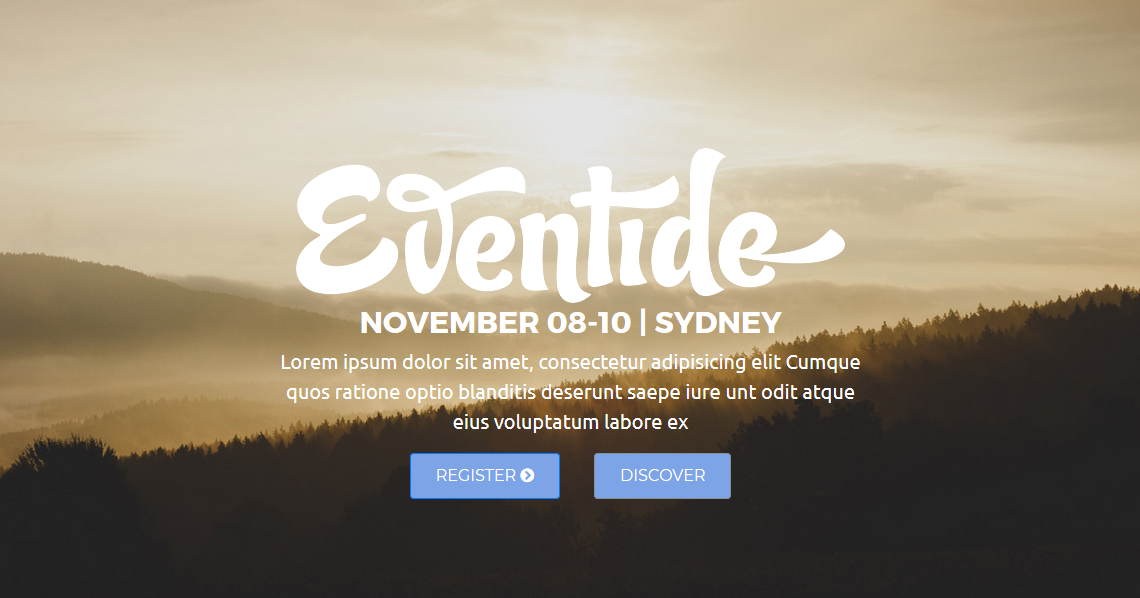 Eventide
NOVEMBER 08-10 | SYDNEY
Lorem ipsum dolor sit amet, consectetur adipisicing elit Cumque
quos ratione optio blanditis deserunt saepe iure unt odit atque
eius voluptatum labore ex
REGISTER
DISCOVER